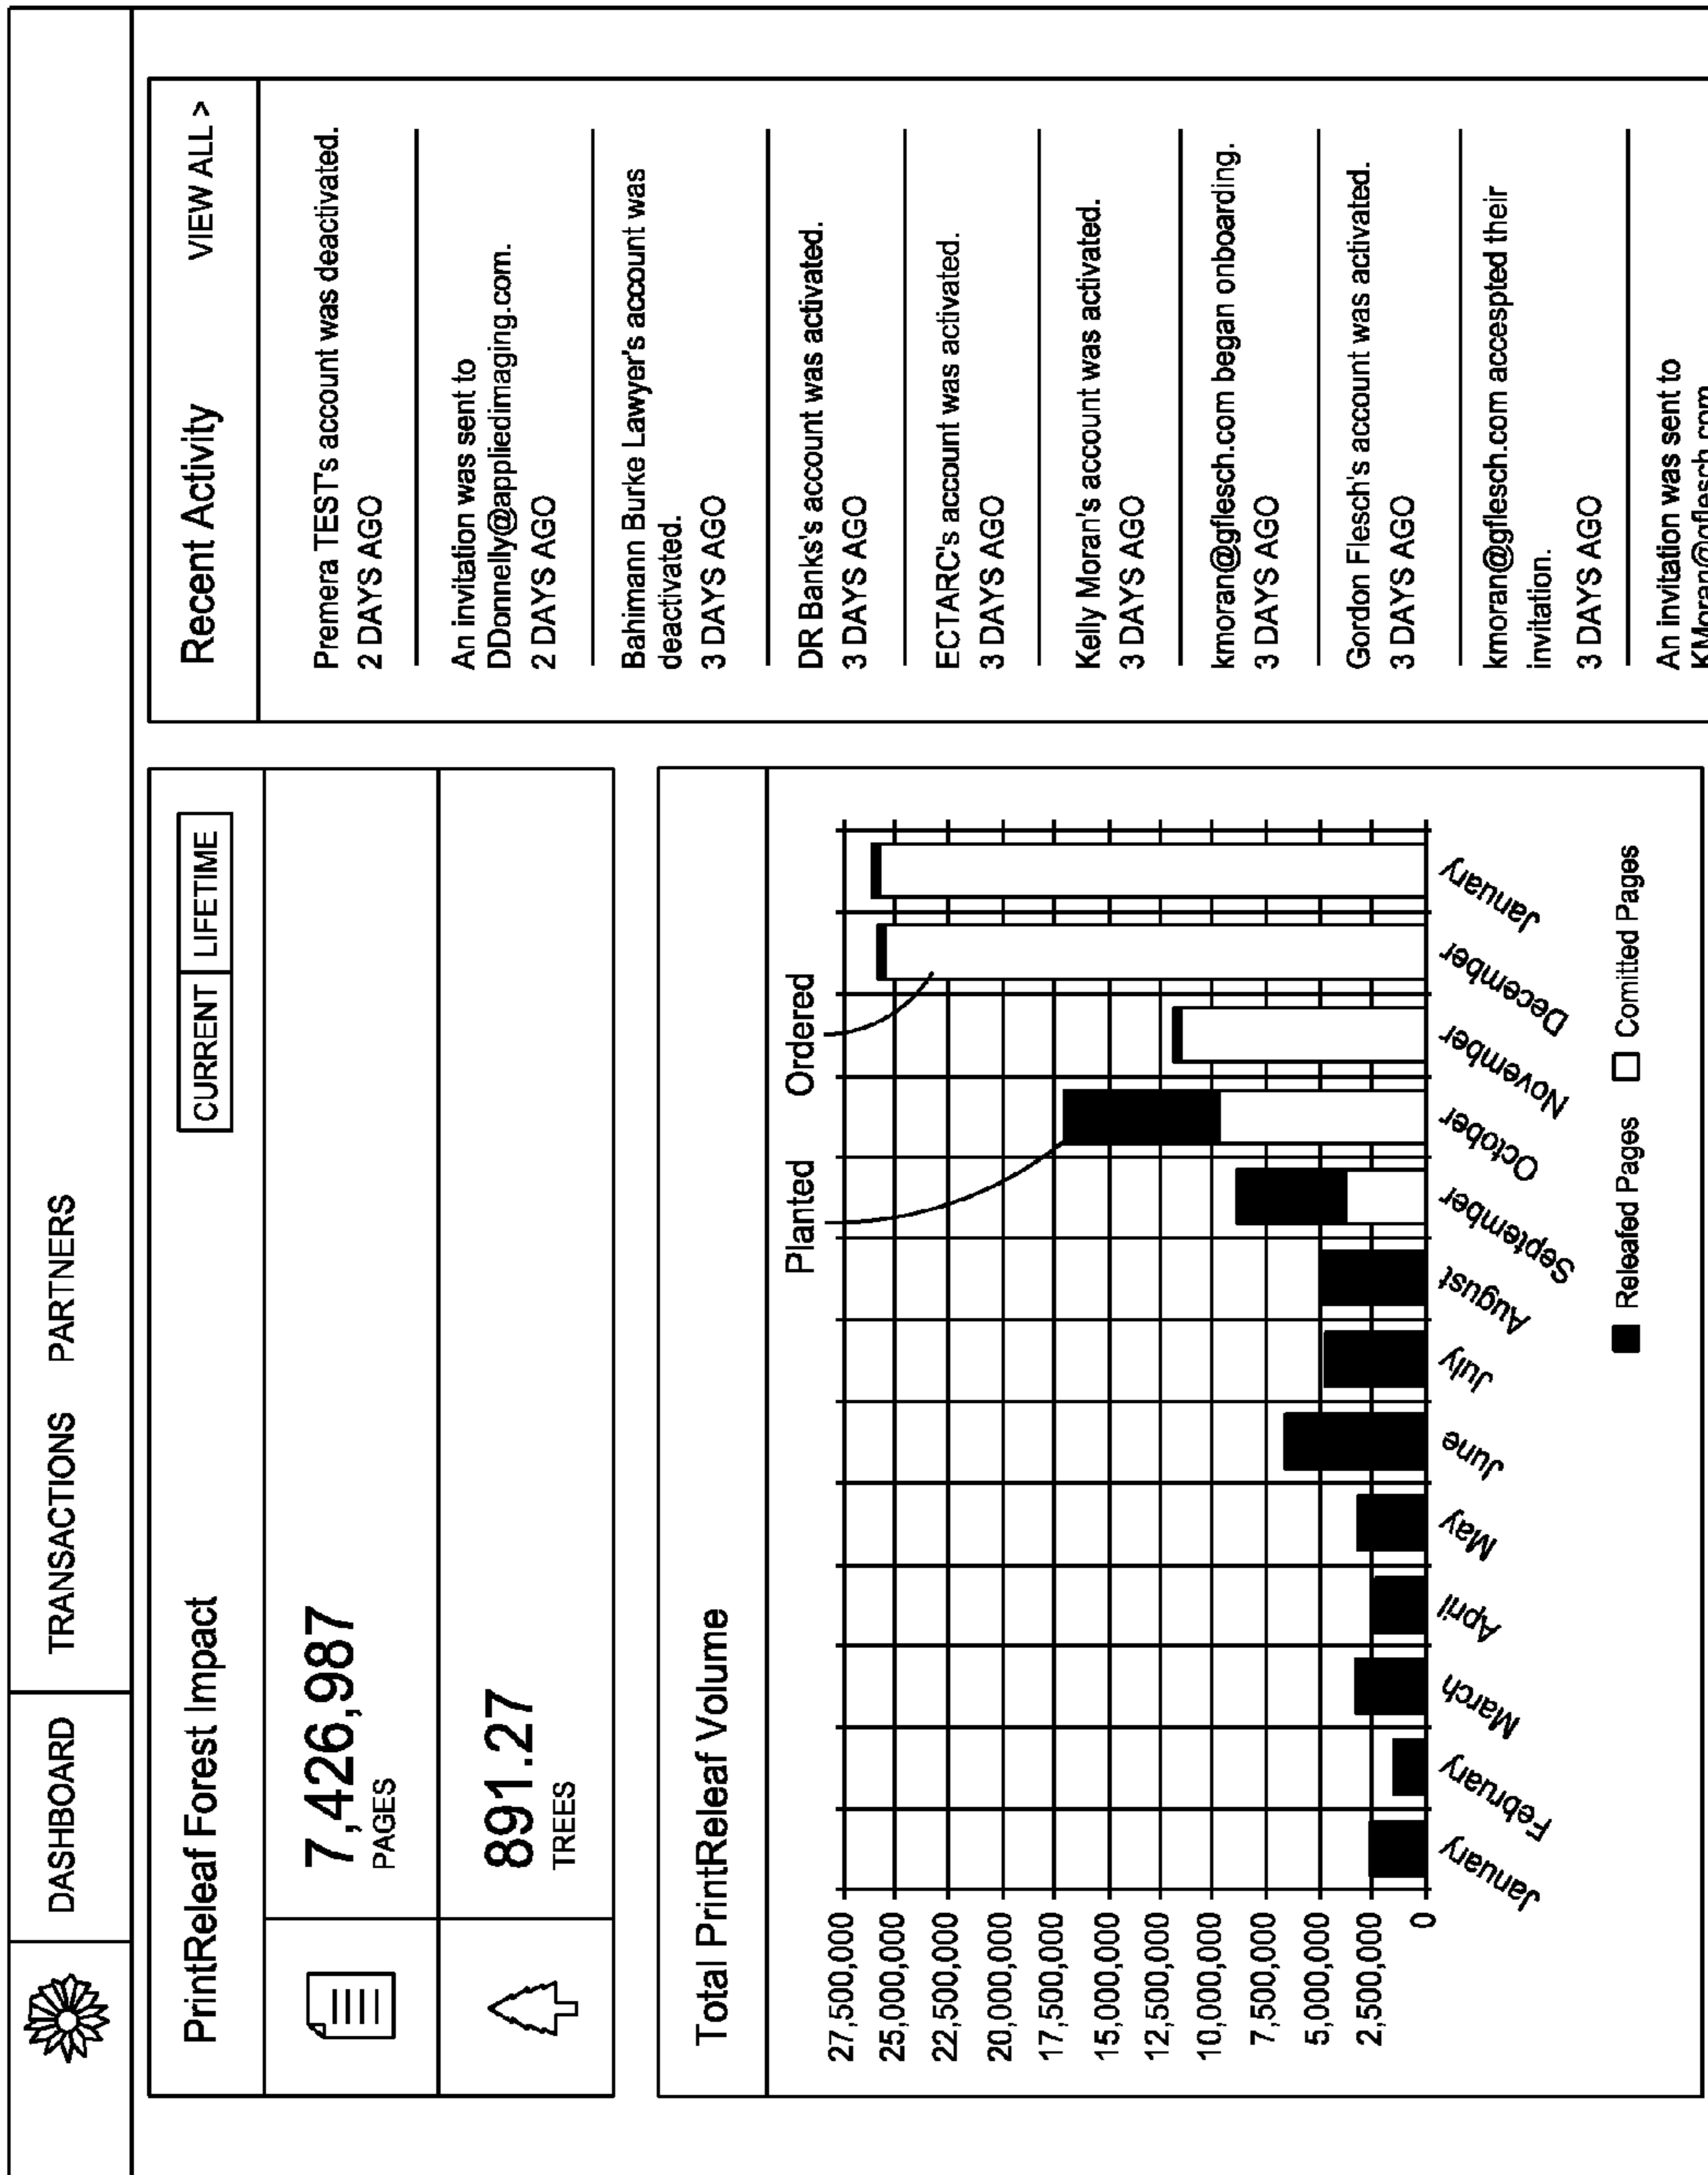 DASHBOARD TRANSACTIONS PARTNERS
PrintReleaf Forest Impact
CURRENT LIFETIME
7,426,987
PAGES
891.27
TREES
Total PrintReleaf Volume
Planted Ordered
27,500,000
25,000,000
22,500,000
20,000,000
17,500,000
15,000,000
12,500,000
10,000,000
7,500,000
5,000,000
2,500,000
0
January February March April May June July August September October November December January
Releafed Pages Comitted Pages
Recent Activity VIEW ALL >
Premera TEST's account was deactivated.
2 DAYS AGO
An invitation was sent to
DDonnelly@appliedimaging.com.
2 DAYS AGO
Bahimann Burke Lawyer's account was
deactivated.
3 DAYS AGO
DR Banks's account was activated.
3 DAYS AGO
ECTARC's account was activated.
3 DAYS AGO
Kelly Moran's account was activated.
3 DAYS AGO
kmoran@gflesch.com began onboarding.
3 DAYS AGO
Gordon Flesch's account was activated.
3 DAYS AGO
kmoran@gflesch.com accespted their
invitation.
3 DAYS AGO
An invitation was sent to
KMoran@gflesch.com